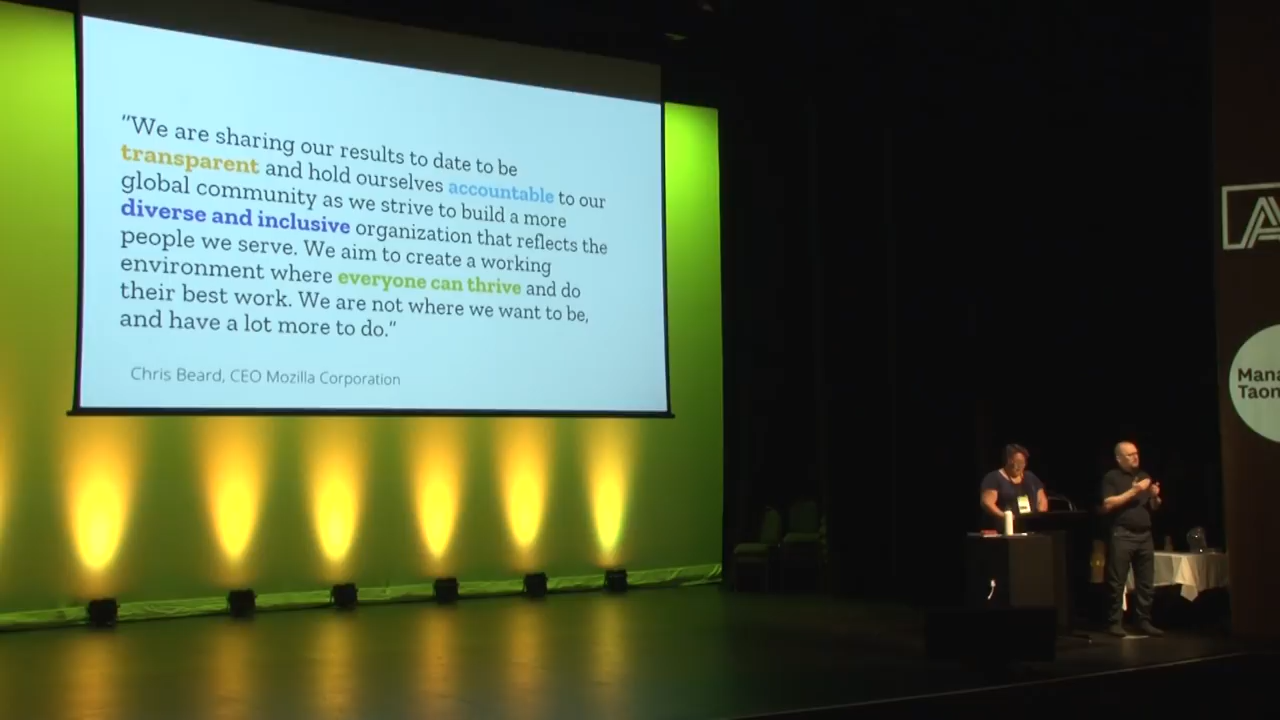 “We are sharing our results to date to be
transparent and hold ourselves accountable to our
global community as we strive to build a more
diverse and inclusive organization that reflects the
people we serve. We aim to create a working
environment where everyone can thrive and do
their best work. We are not where we want to be,
and have a lot more to do.”
Chris Beard, CEO Mozilla Corporation